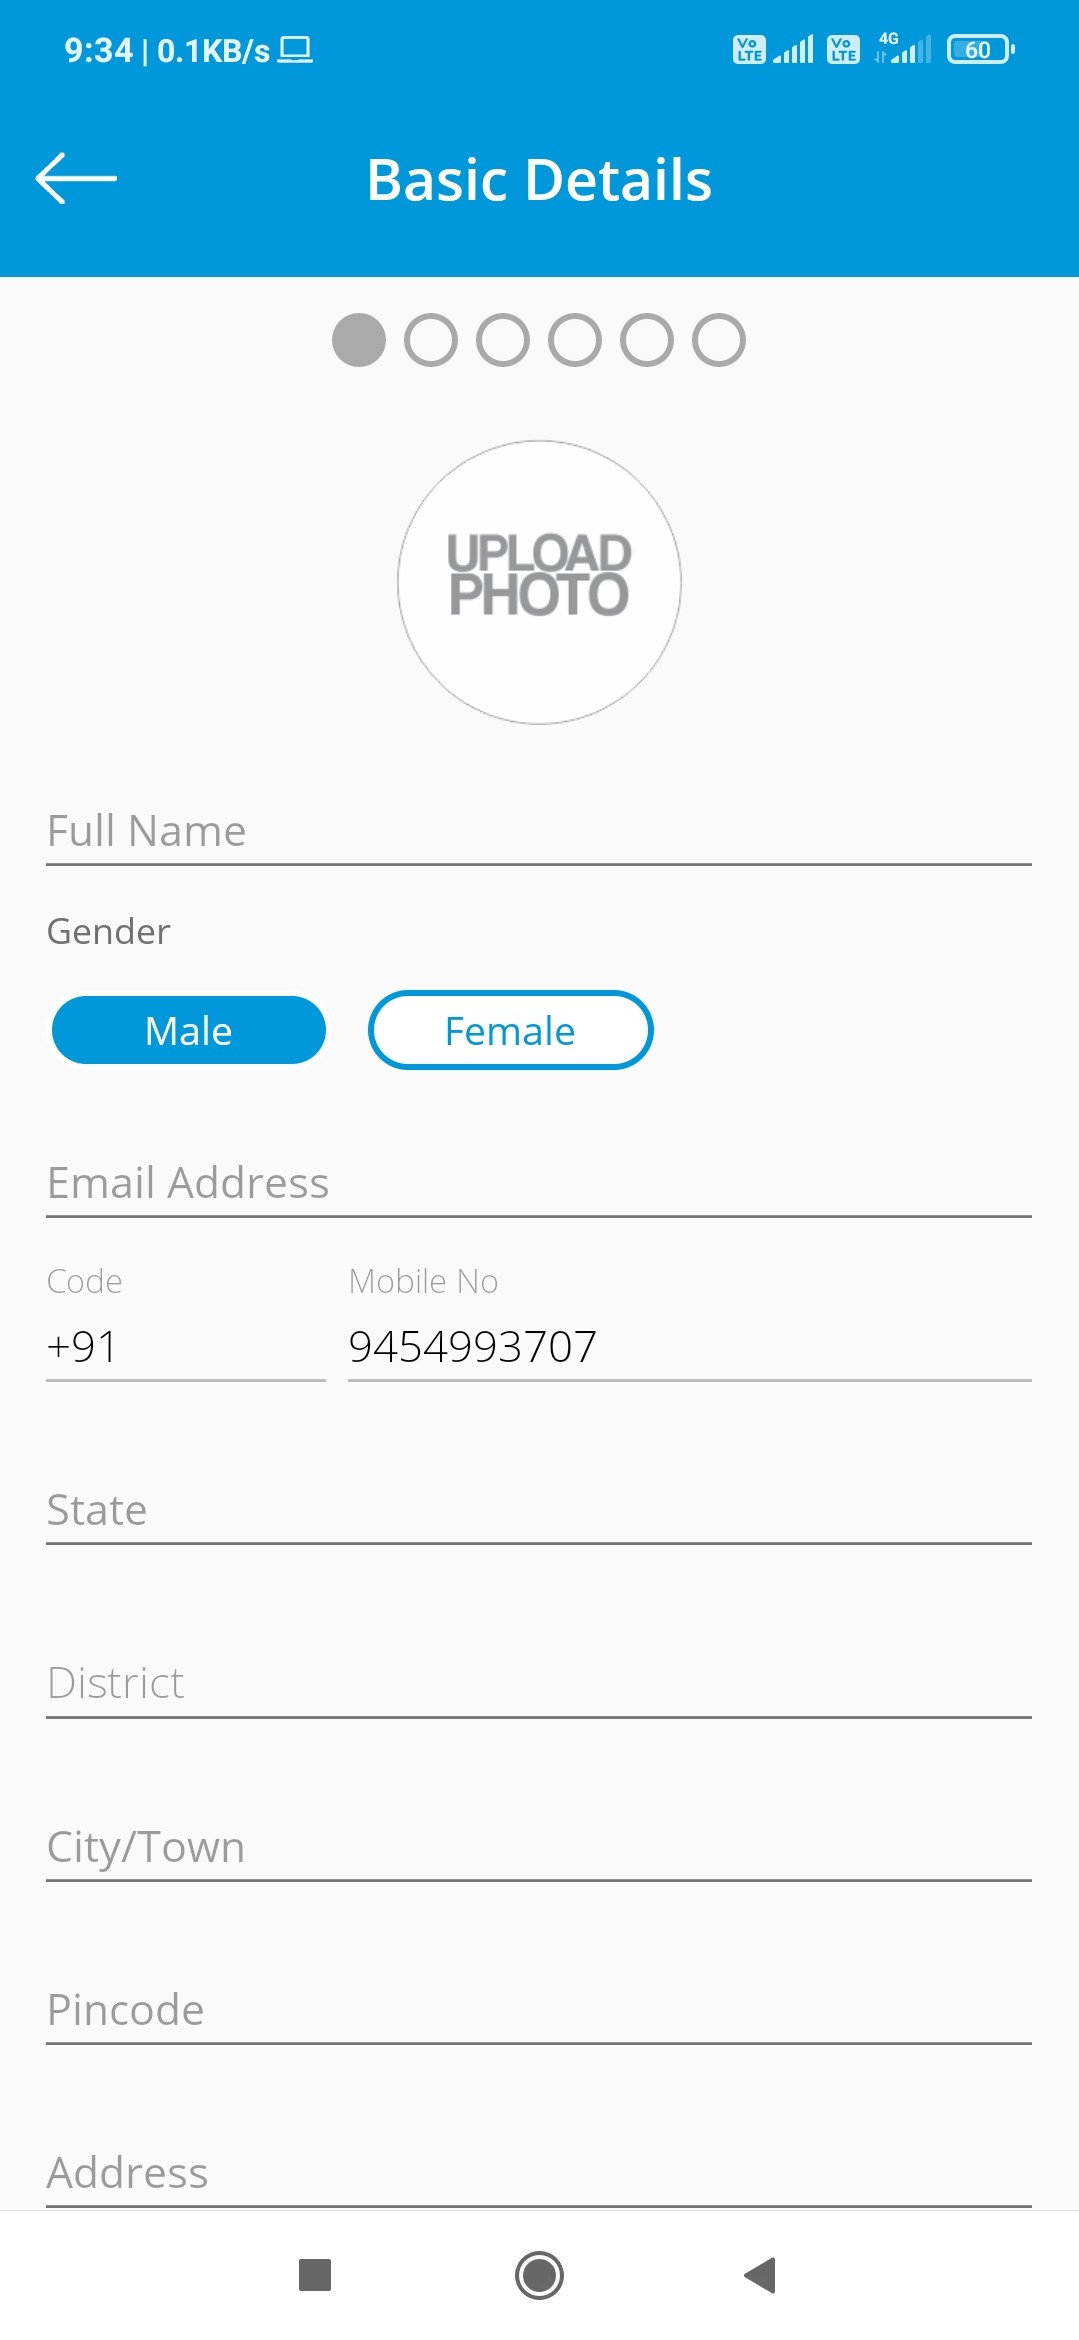 9:34 | 0.1KB/s Vo LTE Vo LTE 4G 60
Basic Details
UPLOAD
PHOTO
Full Name
Gender
Male Female
Email Address
Code Mobile No
+91 9454993707
State
District
City/Town
Pincode
Address